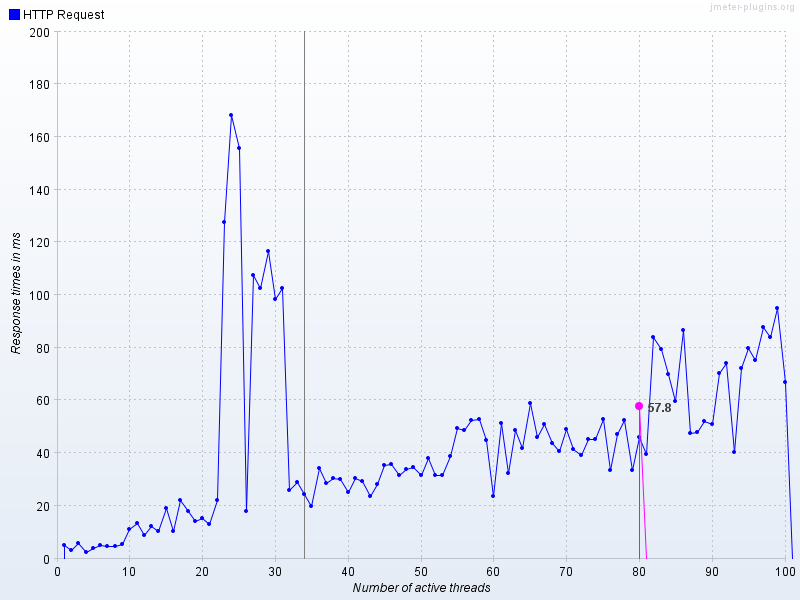 jmeter-plugins.org
HTTP Request
200
180
160
140
120
100
80
60
40
20
0
Response times in ms
57.8
0 10 20 30 40 50 60 70 80 90 100
Number of active threads